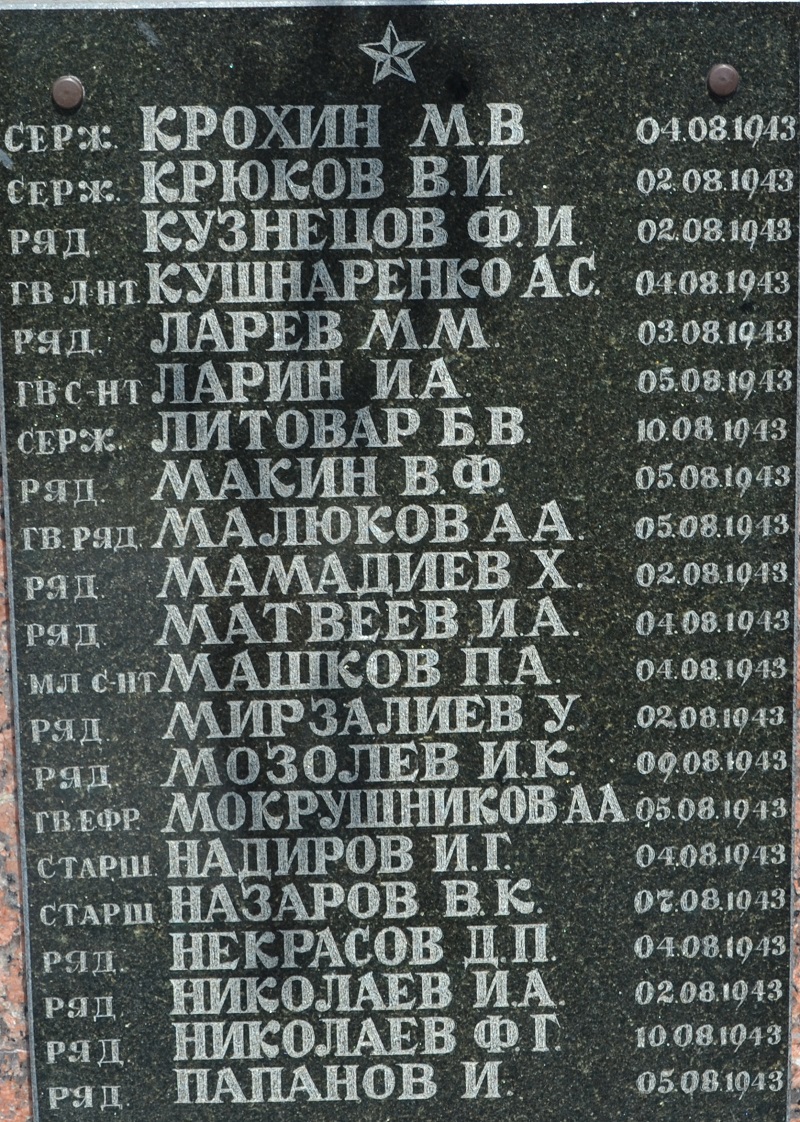 СЕРЖ. КРОХИН М.В. 04.08.1943
СЕРЖ. КРЮКОВ В.И. 02.08.1943
РЯД. КУЗНЕЦОВ Ф.И. 02.08.1943
ГВ Л-НТ КУШНАРЕНКО А.С. 04.08.1943
РЯД. ЛАРЕВ М.М. 03.08.1943
ГВ С-НТ ЛАРИН И.А. 05.08.1943
СЕРЖ. ЛИТОВАР Б.В. 10.08.1943
РЯД. МАКИН В.Ф. 05.08.1943
ГВ.РЯД. МАЛЮКОВ А.А. 05.08.1943
РЯД. МАМАДИЕВ Х. 02.08.1943
РЯД. МАТВЕЕВ И.А. 04.08.1943
МЛ С-НТ МАШКОВ П.А. 04.08.1943
РЯД. МИРЗАЛИЕВ У. 02.08.1943
РЯД МОЗОЛЕВ И.К. 09.08.1943
ГВ.ЕФР. МОКРУШНИКОВ А А 05.08.1943
СТАРШ. НАДИРОВ И.Г. 04.08.1943
СТАРШ НАЗАРОВ В.К. 07.08.1943
РЯД. НЕКРАСОВ Д.П. 04.08.1943
РЯД НИКОЛАЕВ И.А. 02.08.1943
РЯД НИКОЛАЕВ Ф.Г. 10.08.1943
РЯД. ПАПАНОВ И. 05.08.1943